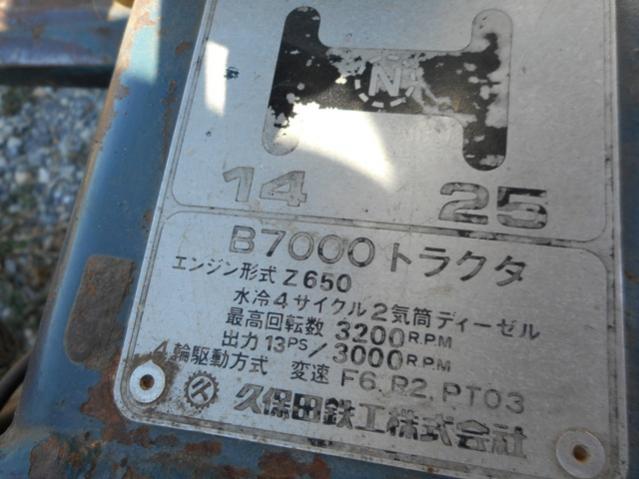 N
14 25
B7000トラクタ
エンジン形式 Z650
水冷4サイクル2気筒ディーゼル
最高回転数 3200R.P.M
出力 13PS/3000R.P.M
4輪駆動方式 変速 F6.R2.PTO3
久保田鉄工株式会社